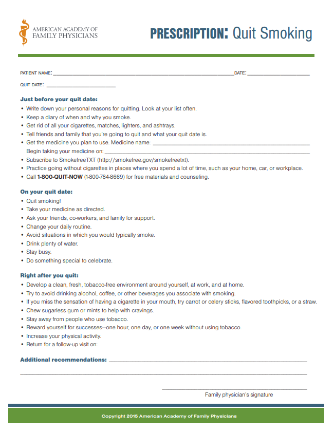 AMERICAN ACADEMY OF
FAMILY PHYSICIANS
PRESCRIPTION: Quit Smoking
PATIENT NAME: DATE:
QUIT DATE:
Just before your quit date:
• Write down your personal reasons for quitting. Look at your list often.
• Keep a diary of when and why you smoke.
• Get rid of all your cigarettes, matches, lighters, and ashtrays.
• Tell friends and family that you're going to quit and what your quit date is.
• Get the medicine you plan to use. Medicine name:
Begin taking your medicine on:
• Subscribe to SmokefreeTXT (http://smokefree.gov/smokefreetxt).
• Practice going without cigarettes in places where you spend a lot of time, such as your home, car, or workplace.
• Call 1-800-QUIT-NOW (1-800-784-8669) for free materials and counseling.
On your quit date:
• Quit smoking!
• Take your medicine as directed.
• Ask your friends, co-workers, and family for support.
• Change your daily routine.
• Avoid situations in which you would typically smoke.
• Drink plenty of water.
• Stay busy.
• Do something special to celebrate.
Right after you quit:
• Develop a clean, fresh, tobacco-free environment around yourself, at work, and at home.
• Try to avoid drinking alcohol, coffee, or other beverages you associate with smoking.
• If you miss the sensation of having a cigarette in your mouth, try carrot or celery sticks, flavored toothpicks, or a straw.
• Chew sugarless gum or mints to help with cravings.
• Stay away from people who use tobacco.
• Reward yourself for successes—one hour, one day, or one week without using tobacco.
• Increase your physical activity.
• Return for a follow-up visit on
Additional recommendations:
Family physician's signature
Copyright 2016 American Academy of Family Physicians